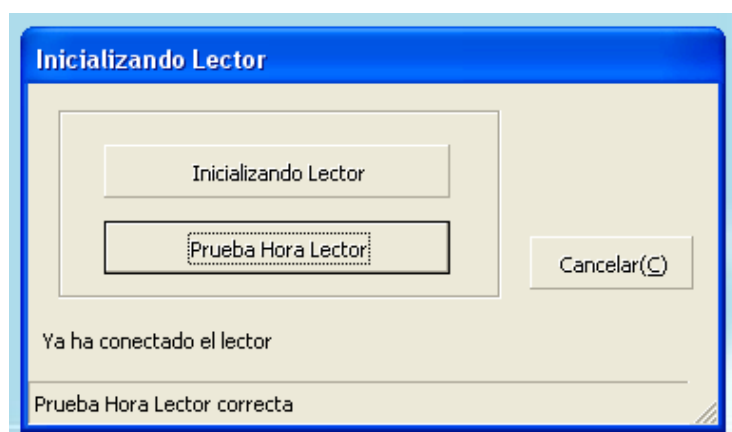 Inicializando Lector
Inicializando Lector
Prueba Hora Lector
Cancelar(C)
Ya ha conectado el lector
Prueba Hora Lector correcta